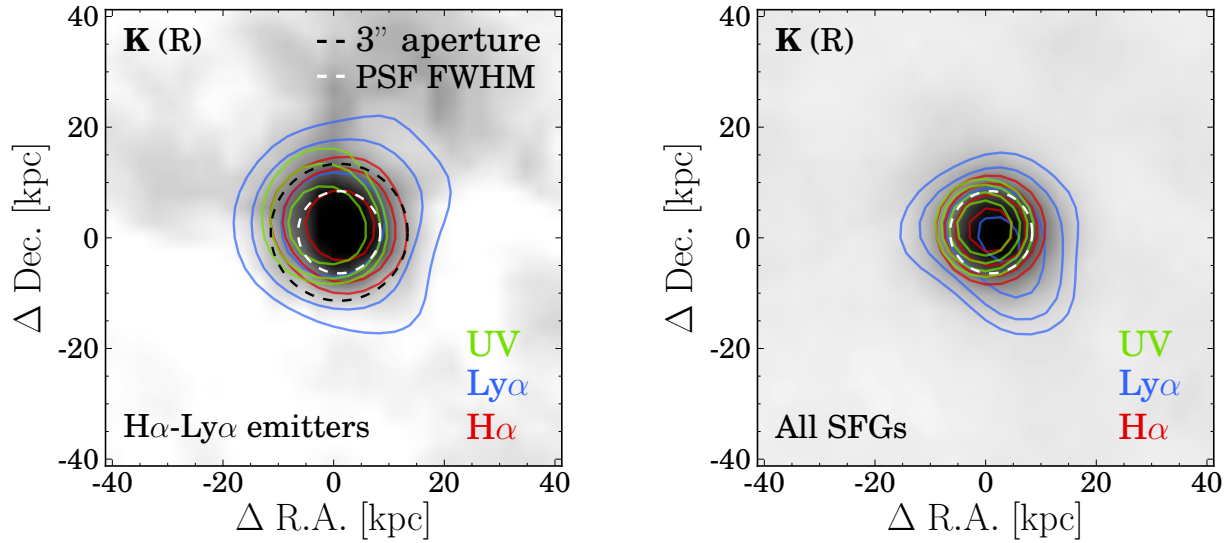 K (R)
3” aperture
PSF FWHM
UV
Lyα
Hα
Hα-Lyα emitters
40
20
0
-20
-40
-40
-20
0
20
40
Δ Dec. [kpc]
Δ R.A. [kpc]
K (R)
UV
Lyα
Hα
All SFGs
40
20
0
-20
-40
-40
-20
0
20
40
Δ Dec. [kpc]
Δ R.A. [kpc]